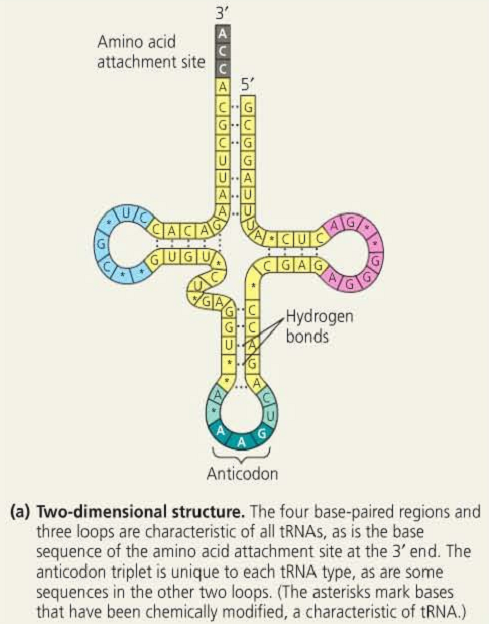 3′
A
C
C
Amino acid
attachment site
5′
A
C G
G C
C G
U G
U A
U U
A U
A U
G
U C C A C A G
* G C * * G U G U *
A * C U C A G * * G G G A
C G A G
C U * G A G
G U * *
* C C A G A
Hydrogen
bonds
A * C U
A A G
Anticodon
(a) Two-dimensional structure. The four base-paired regions and
three loops are characteristic of all tRNAs, as is the base
sequence of the amino acid attachment site at the 3′ end. The
anticodon triplet is unique to each tRNA type, as are some
sequences in the other two loops. (The asterisks mark bases
that have been chemically modified, a characteristic of tRNA.)